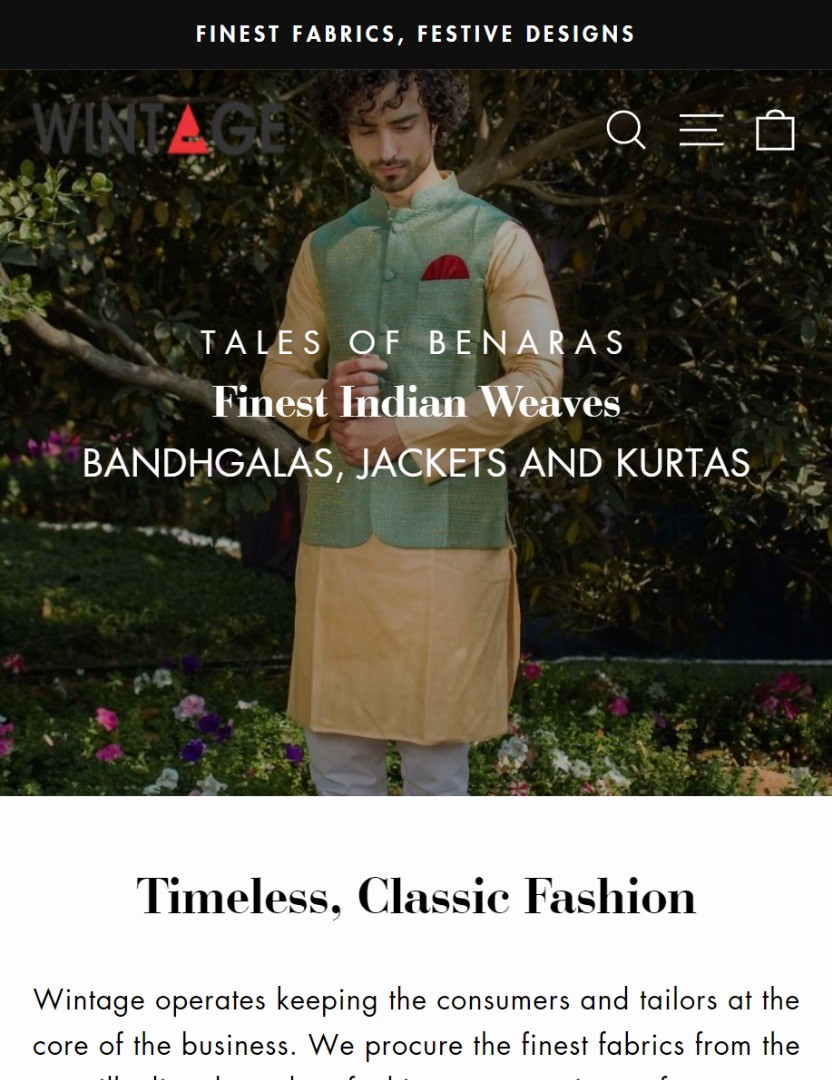 FINEST FABRICS, FESTIVE DESIGNS
WINTAGE
TALES OF BENARAS
Finest Indian Weaves
BANDHGALAS, JACKETS AND KURTAS
Timeless, Classic Fashion
Wintage operates keeping the consumers and tailors at the
core of the business. We procure the finest fabrics from the